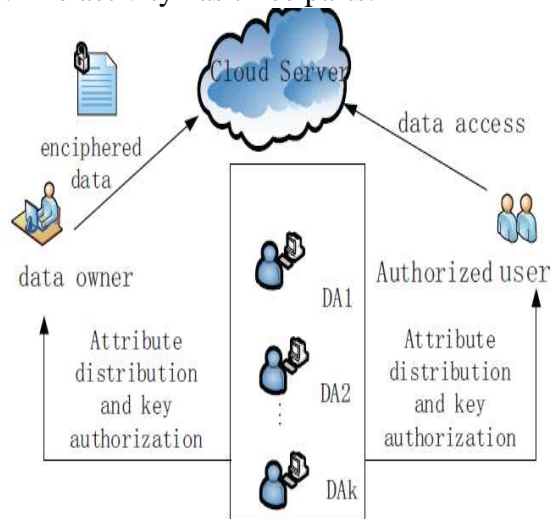 Cloud Server
enciphered
data
data access
data owner
Authorized user
DA1
DA2
DAk
Attribute
distribution
and key
authorization
Attribute
distribution
and key
authorization